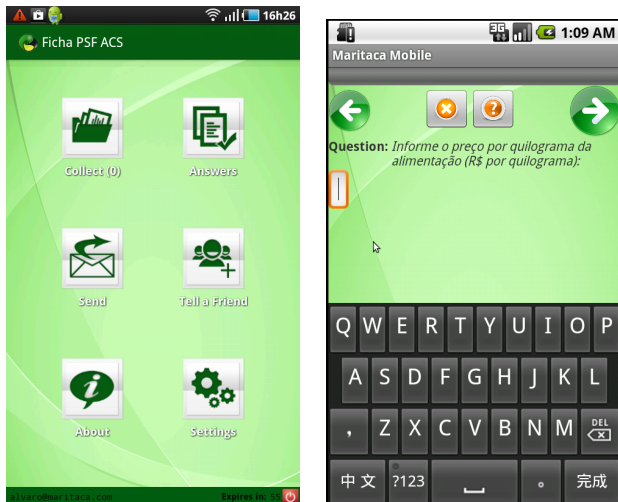 16h26
Ficha PSF ACS
Collect (0)
Answers
Send
Tell a Friend
About
Settings
alvaro@maritaca.com
Expires in: 55
3G
1:09 AM
Maritaca Mobile
Question: Informe o preço por quilograma da
alimentação (R$ por quilograma):
Q W E R T Y U I O P
A S D F G H J K L
, Z X C V B N M DEL
中文 ?123 。 完成